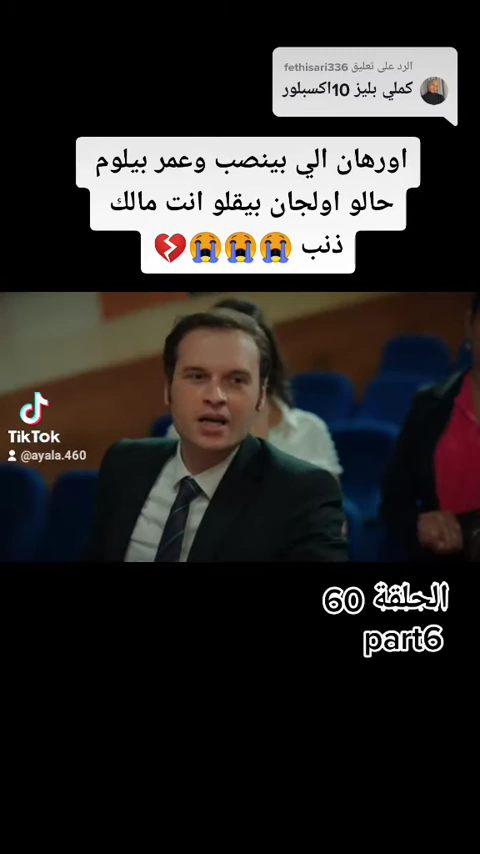 الرد على تعليق fethisari336
كملي بليز 10اكسبلور
اورهان الي بينصب وعمر بيلوم
حالو اولجان بيقلو انت مالك
ذنب 😭😭😭💔
TikTok
@ayala.460
الحلقة 60
part6